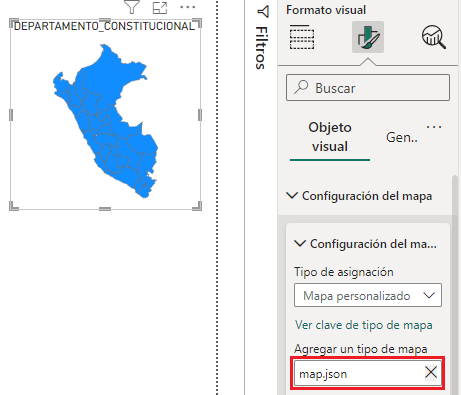 DEPARTAMENTO_CONSTITUCIONAL
Filtros
Formato visual
Buscar
Objeto
visual
Gen..
Configuración del mapa
Configuración del ma...
Tipo de asignación
Mapa personalizado
Ver clave de tipo de mapa
Agregar un tipo de mapa
map.json